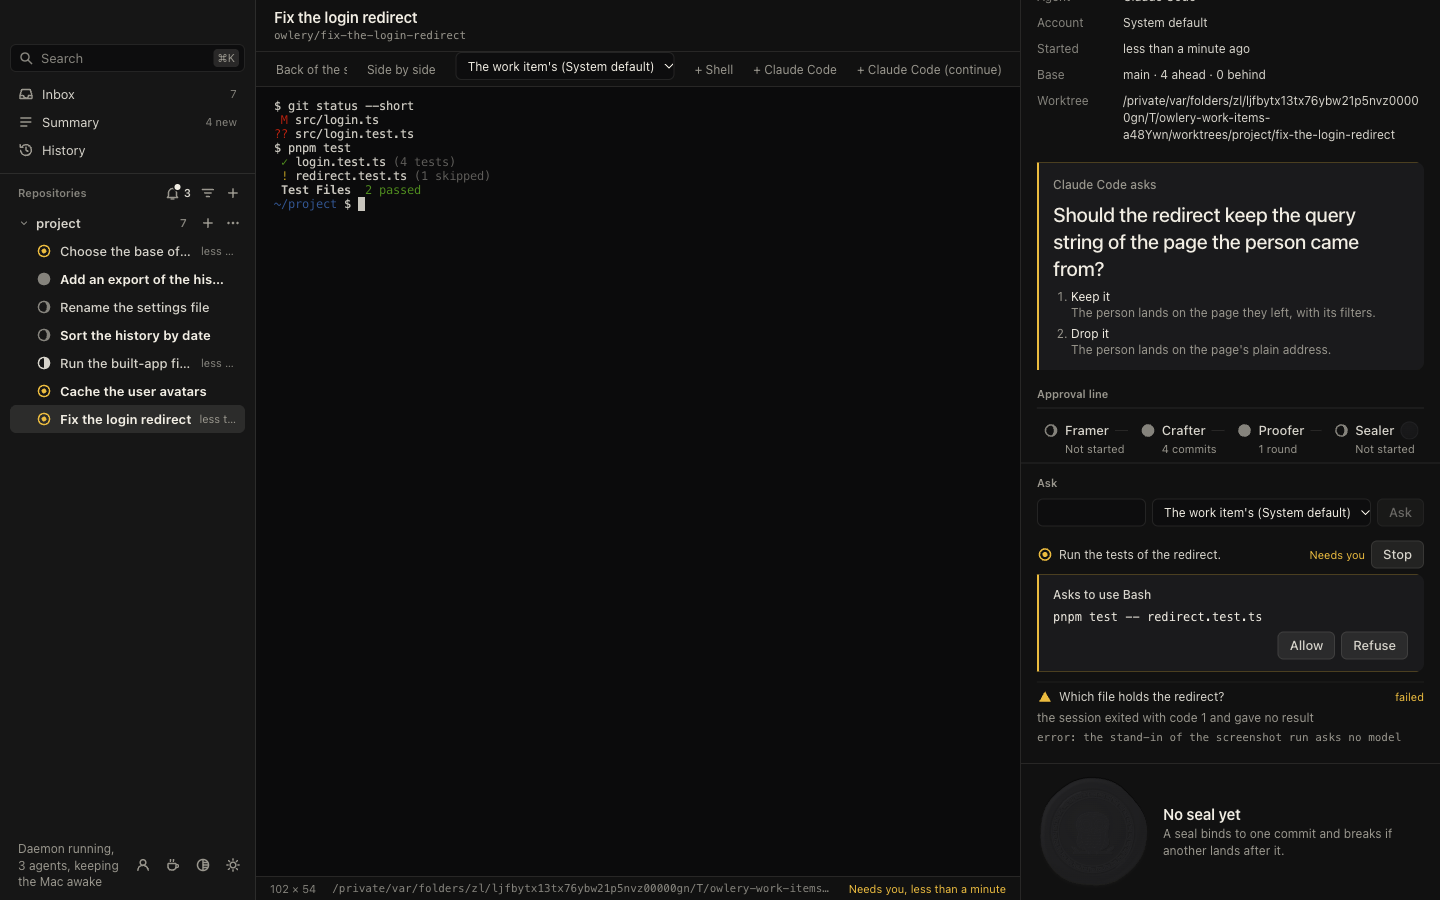 Search ⌘K
Inbox 7
Summary 4 new
History
Repositories 3
project 7
Choose the base of... less ...
Add an export of the his...
Rename the settings file
Sort the history by date
Run the built-app fi... less ...
Cache the user avatars
Fix the login redirect less t...
Daemon running,
3 agents, keeping
the Mac awake
Fix the login redirect
owlery/fix-the-login-redirect
Back of the Side by side The work item's (System default) + Shell + Claude Code + Claude Code (continue)
$ git status --short
M src/login.ts
?? src/login.test.ts
$ pnpm test
✓ login.test.ts (4 tests)
! redirect.test.ts (1 skipped)
Test Files 2 passed
~/project $
102 × 54 /private/var/folders/zl/ljfbytx13tx76ybw21p5nvz00000gn/T/owlery-work-items… Needs you, less than a minute
Account System default
Started less than a minute ago
Base main · 4 ahead · 0 behind
Worktree /private/var/folders/zl/ljfbytx13tx76ybw21p5nvz0000
0gn/T/owlery-work-items-
a48Ywn/worktrees/project/fix-the-login-redirect
Claude Code asks
Should the redirect keep the query
string of the page the person came
from?
1. Keep it
The person lands on the page they left, with its filters.
2. Drop it
The person lands on the page's plain address.
Approval line
Framer Crafter Proofer Sealer
Not started 4 commits 1 round Not started
Ask
The work item's (System default) Ask
Run the tests of the redirect. Needs you Stop
Asks to use Bash
pnpm test -- redirect.test.ts
Allow Refuse
Which file holds the redirect? failed
the session exited with code 1 and gave no result
error: the stand-in of the screenshot run asks no model
No seal yet
A seal binds to one commit and breaks if
another lands after it.